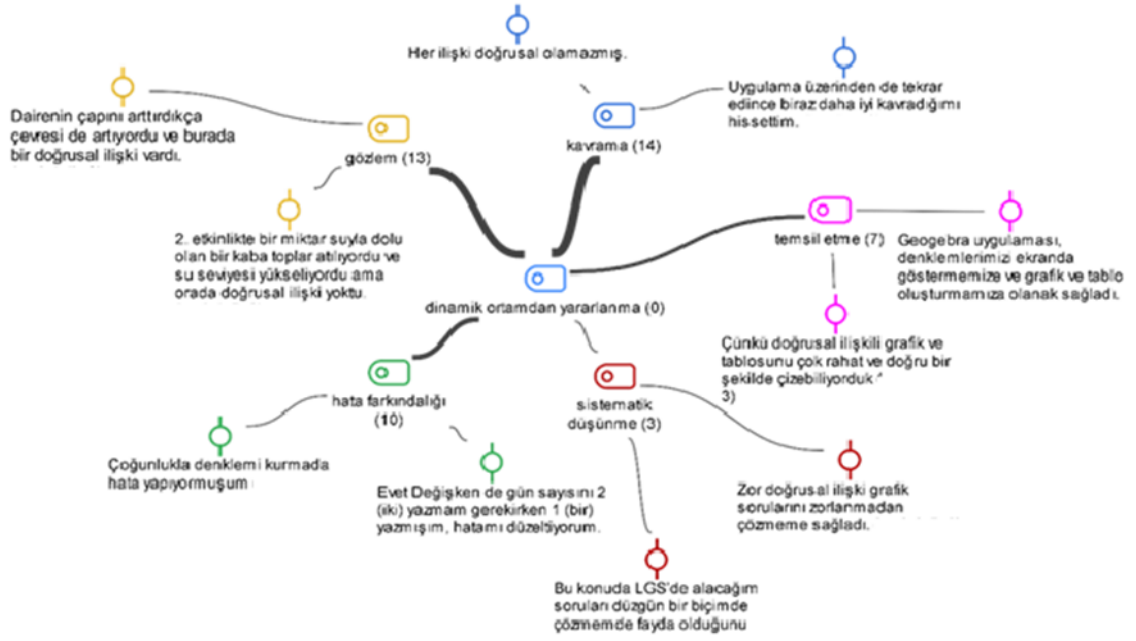 Her ilişki doğrusal olamazmış.
Uygulama üzerinden de tekrar
edince biraz daha iyi kavradığımı
hissettim.
Dairenin çapını arttırdıkça
çevresi de artıyordu ve burada
bir doğrusal ilişki vardı.
gözlem (13)
kavrama (14)
2. etkinlikte bir miktar suyla dolu
olan bir kaba toplar atılıyordu ve
su seviyesi yükseliyordu ama
orada doğrusal ilişki yoktu.
temsil etme (7)
Geogebra uygulaması,
denklemlerimizi ekranda
göstermemize ve grafik ve tablo
oluşturmamıza olanak sağladı.
dinamik ortamdan yararlanma (0)
Çünkü doğrusal ilişkili grafik ve
tablosunu çok rahat ve doğru bir
şekilde çizebiliyorduk
3)
hata farkındalığı
(10)
sistematik
düşünme (3)
Çoğunlukla denklemi kurmada
hata yapıyormuşum
Evet Değişken de gün sayısını 2
(iki) yazmam gerekirken 1 (bir)
yazmışım, hatamı düzeltiyorum.
Zor doğrusal ilişki grafik
sorularını zorlanmadan
çözmeme sağladı.
Bu konuda LGS'de alacağım
soruları düzgün bir biçimde
çözmemde fayda olduğunu